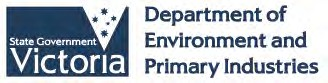 State Government
Victoria
Department of
Environment and
Primary Industries